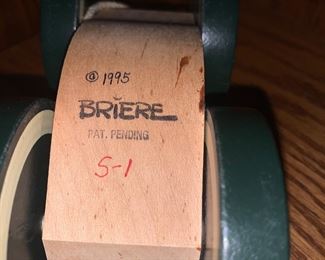 © 1995
BRIERE
PAT. PENDING
S-1